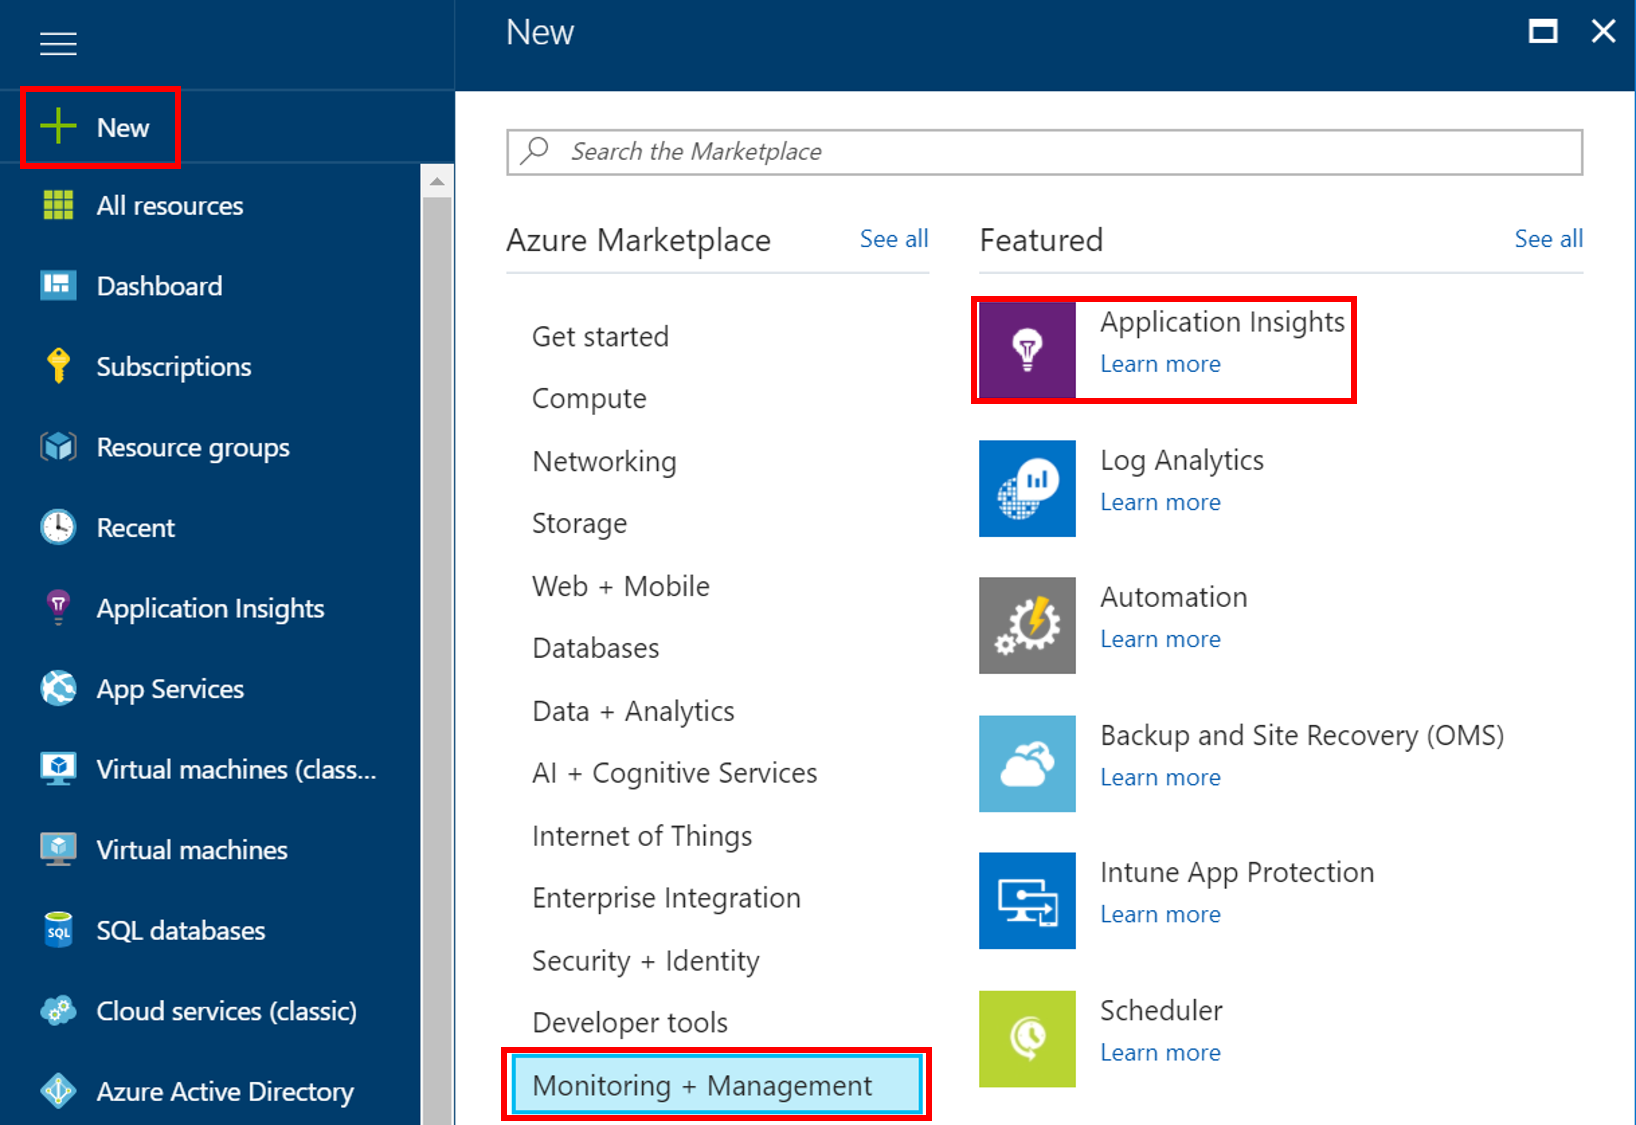 New
All resources
Dashboard
Subscriptions
Resource groups
Recent
Application Insights
App Services
Virtual machines (class...
Virtual machines
SQL
SQL databases
Cloud services (classic)
Azure Active Directory
New
Search the Marketplace
Azure Marketplace
See all
Get started
Compute
Networking
Storage
Web + Mobile
Databases
Data + Analytics
AI + Cognitive Services
Internet of Things
Enterprise Integration
Security + Identity
Developer tools
Monitoring + Management
Featured
See all
Application Insights
Learn more
Log Analytics
Learn more
Automation
Learn more
Backup and Site Recovery (OMS)
Learn more
Intune App Protection
Learn more
Scheduler
Learn more